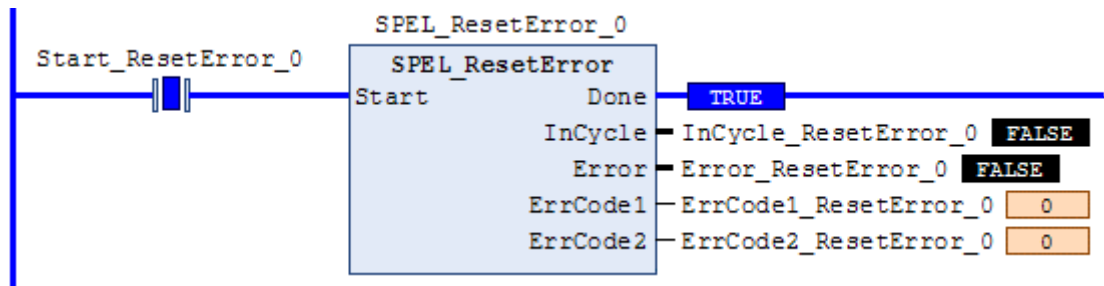 SPEL_ResetError_0
Start_ResetError_0
SPEL_ResetError
Start Done TRUE
InCycle InCycle_ResetError_0 FALSE
Error Error_ResetError_0 FALSE
ErrCode1 ErrCode1_ResetError_0 0
ErrCode2 ErrCode2_ResetError_0 0